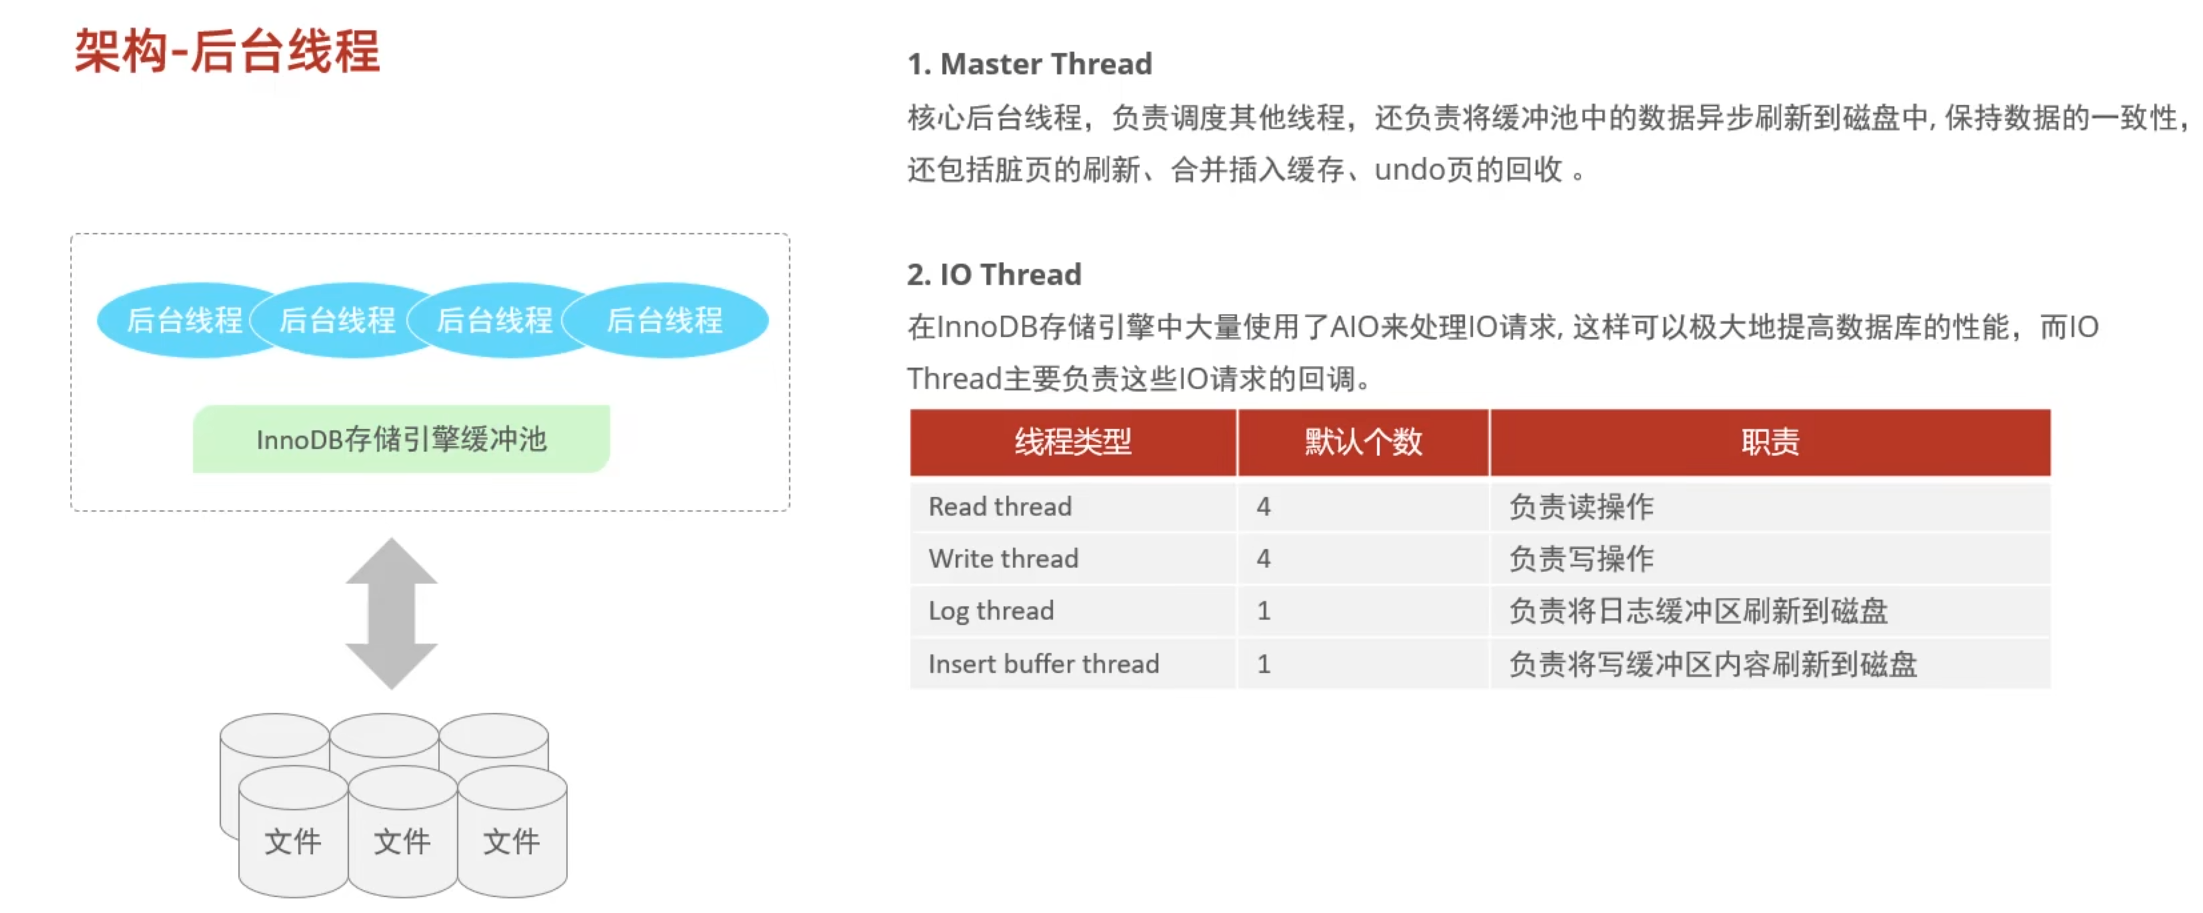 架构-后台线程
后台线程 后台线程 后台线程 后台线程
InnoDB存储引擎缓冲池
文件 文件 文件
1. Master Thread
核心后台线程，负责调度其他线程，还负责将缓冲池中的数据异步刷新到磁盘中, 保持数据的一致性，
还包括脏页的刷新、合并插入缓存、undo页的回收 。
2. IO Thread
在InnoDB存储引擎中大量使用了AIO来处理IO请求, 这样可以极大地提高数据库的性能，而IO
Thread主要负责这些IO请求的回调。
线程类型 默认个数 职责
Read thread 4 负责读操作
Write thread 4 负责写操作
Log thread 1 负责将日志缓冲区刷新到磁盘
Insert buffer thread 1 负责将写缓冲区内容刷新到磁盘